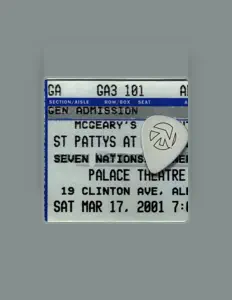 GA GA3 101 A
SECTION/AISLE ROW/BOX SEAT
GEN ADMISSION
MCGEARY'S
ST PATTYS AT
SEVEN NATIONS
PALACE THEATRE
19 CLINTON AVE, AL
SAT MAR 17, 2001 7: